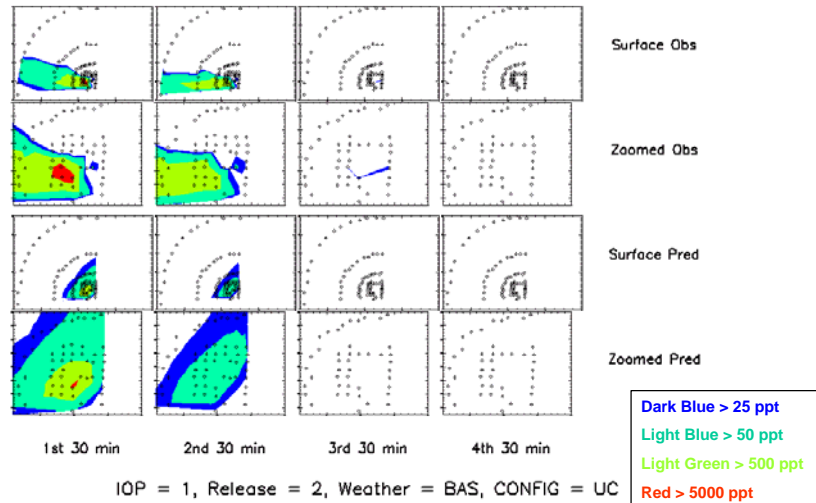 Surface Obs
Zoomed Obs
Surface Pred
Zoomed Pred
1st 30 min
2nd 30 min
3rd 30 min
4th 30 min
Dark Blue > 25 ppt
Light Blue > 50 ppt
Light Green > 500 ppt
Red > 5000 ppt
IOP = 1, Release = 2, Weather = BAS, CONFIG = UC